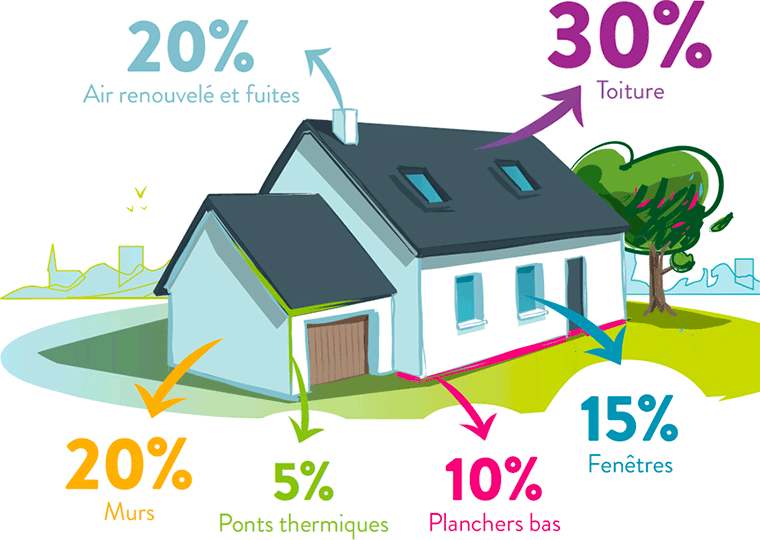 20%
Air renouvelé et fuites
30%
Toiture
20%
Murs
5%
Ponts thermiques
10%
Planchers bas
15%
Fenêtres